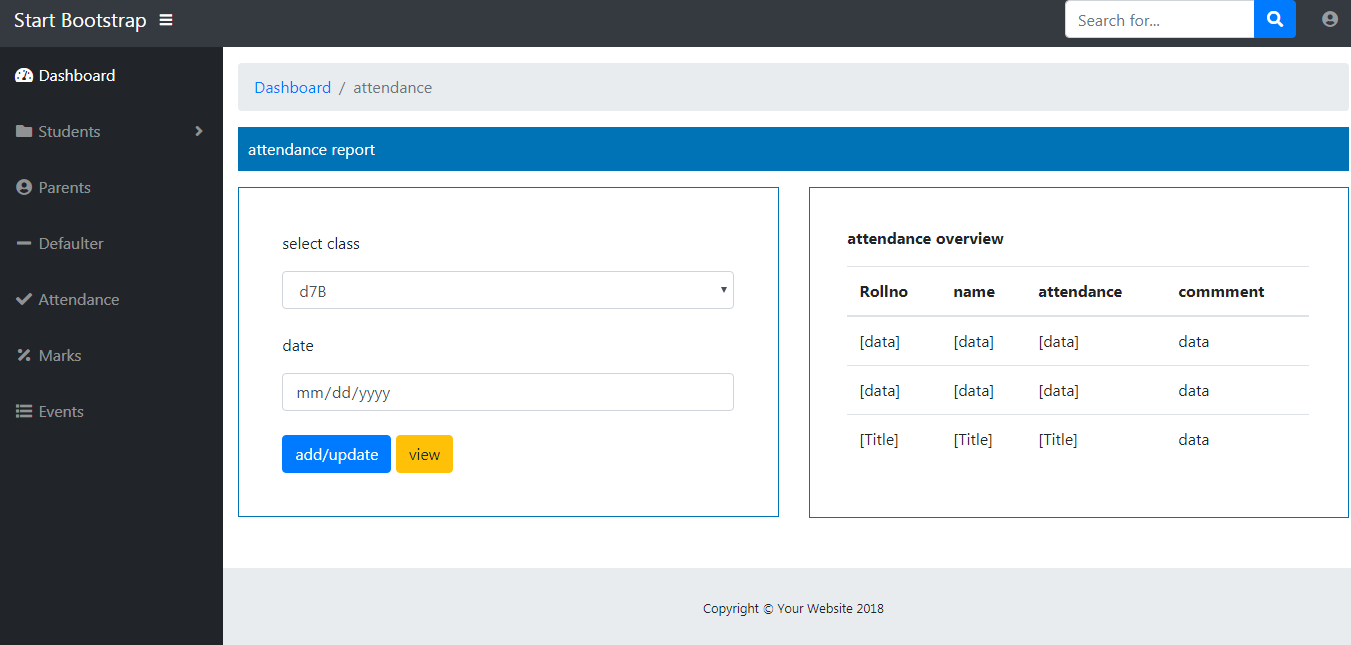 Start Bootstrap
Search for...
Dashboard
Students
Parents
Defaulter
Attendance
Marks
Events
Dashboard / attendance
attendance report
select class
d7B
date
mm/dd/yyyy
add/update view
attendance overview
Rollno name attendance commment
[data] [data] [data] data
[data] [data] [data] data
[Title] [Title] [Title] data
Copyright © Your Website 2018